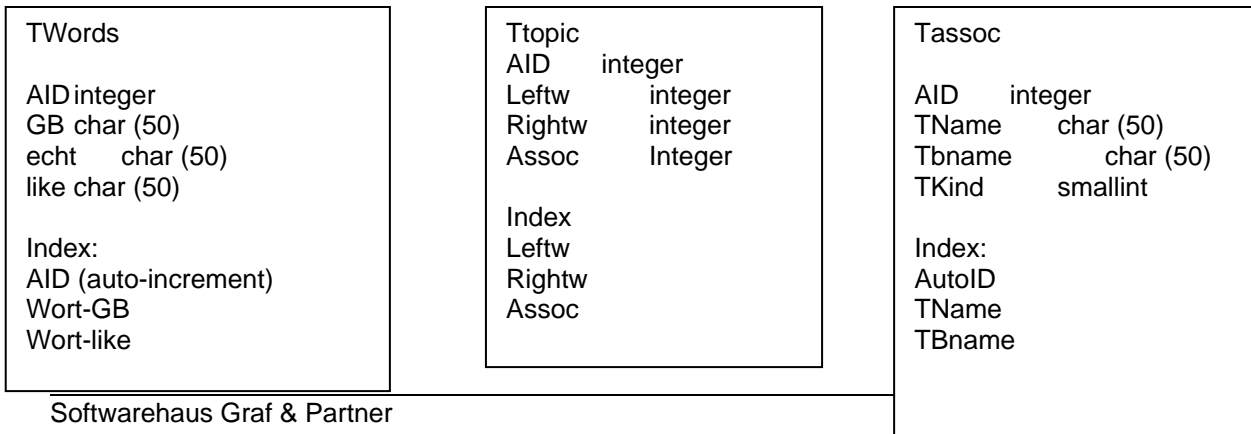 TWords
AID integer
GB char (50)
echt char (50)
like char (50)
Index:
AID (auto-increment)
Wort-GB
Wort-like
Ttopic
AID integer
Leftw integer
Rightw integer
Assoc Integer
Index
Leftw
Rightw
Assoc
Tassoc
AID integer
TName char (50)
Tbname char (50)
TKind smallint
Index:
AutoID
TName
TBname
Softwarehaus Graf & Partner